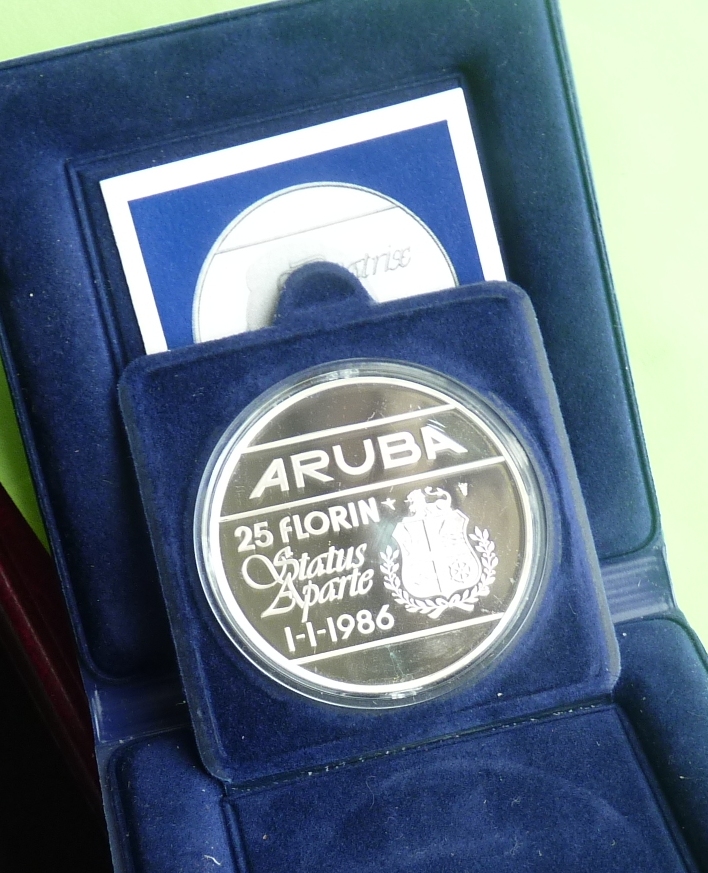 ARUBA
25 FLORIN
Status
Aparte
1-1-1986